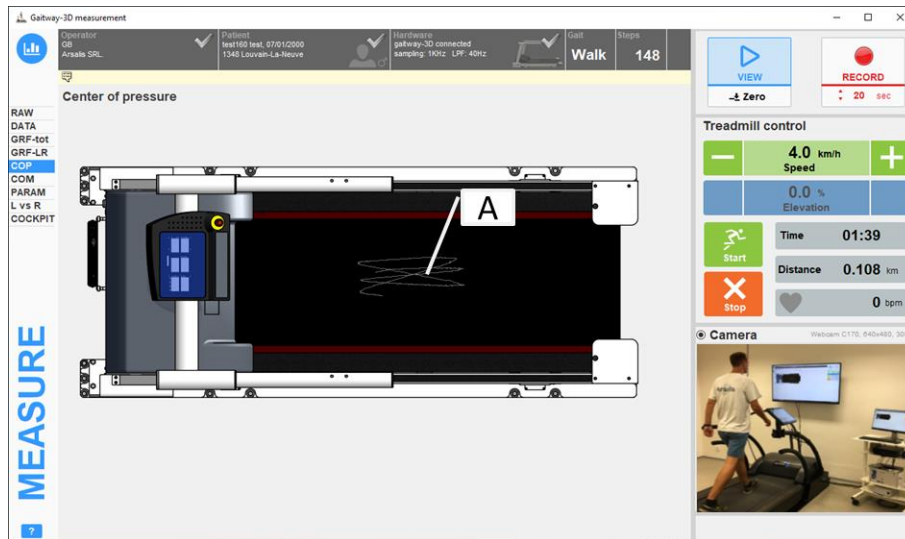 Gaitway-3D measurement
Operator
GB
Arsalis SRL.
Patient
test160 test, 07/01/2000
1348 Louvain-La-Neuve
Hardware
gaitway-3D connected
sampling: 1KHz LPF: 40Hz
Gait
Walk
Steps
148
VIEW
Zero
RECORD
20 sec
Center of pressure
RAW
DATA
GRF-tot
GRF-LR
COP
COM
PARAM
L vs R
COCKPIT
MEASURE
?
A
Treadmill control
4.0 km/h
Speed
0.0 %
Elevation
Start
Stop
Time 01:39
Distance 0.108 km
0 bpm
Camera
Webcam C170, 640x480, 30
Arsalis